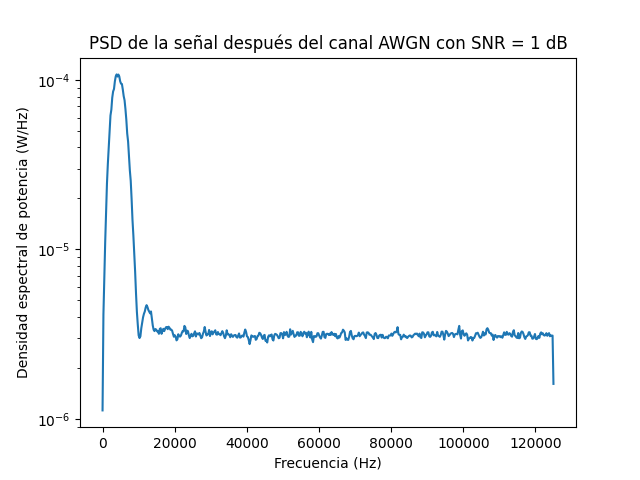 PSD de la señal después del canal AWGN con SNR = 1 dB
Densidad espectral de potencia (W/Hz)
10⁻⁴
10⁻⁵
10⁻⁶
0 20000 40000 60000 80000 100000 120000
Frecuencia (Hz)